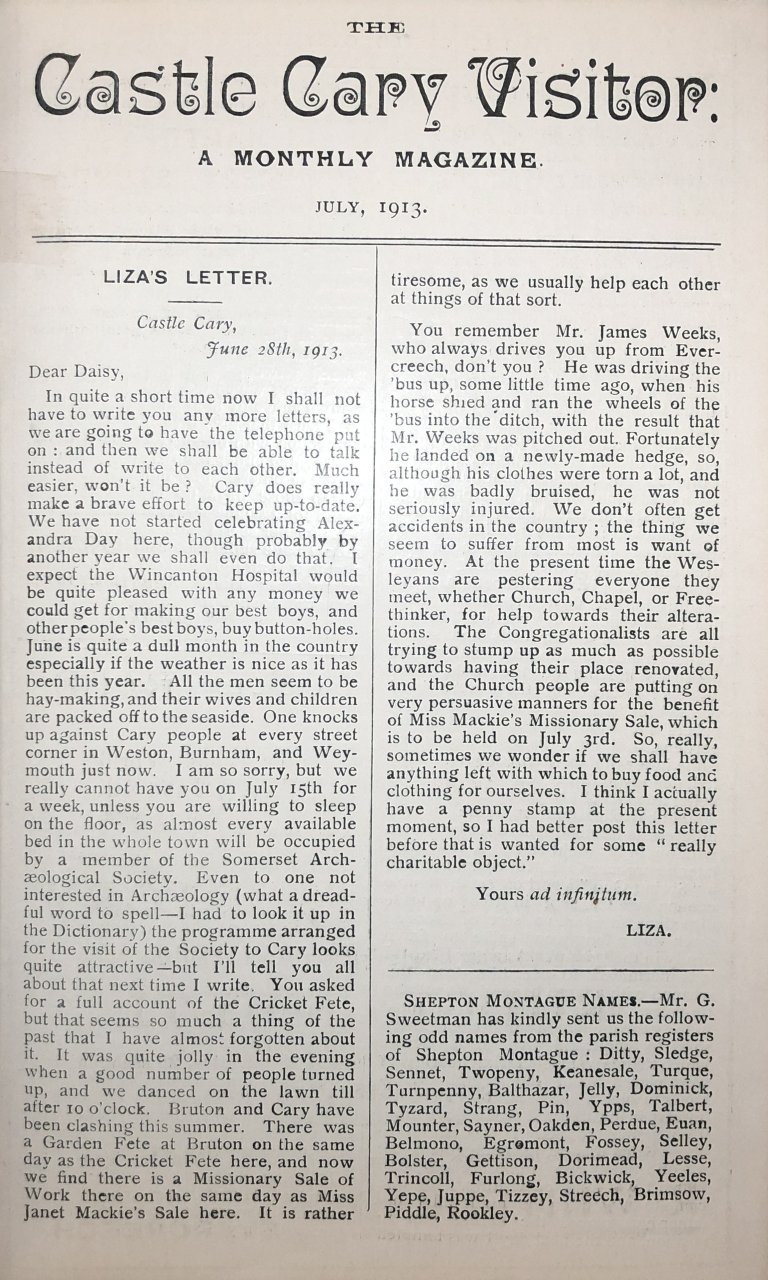 THE
Castle Cary Visitor:
A MONTHLY MAGAZINE.
JULY, 1913.
LIZA'S LETTER.
Castle Cary,
June 28th, 1913.
Dear Daisy,
In quite a short time now I shall not
have to write you any more letters, as
we are going to have the telephone put
on : and then we shall be able to talk
instead of write to each other. Much
easier, won't it be ? Cary does really
make a brave effort to keep up-to-date.
We have not started celebrating Alex-
andra Day here, though probably by
another year we shall even do that. I
expect the Wincanton Hospital would
be quite pleased with any money we
could get for making our best boys, and
other people's best boys, buy button-holes.
June is quite a dull month in the country
especially if the weather is nice as it has
been this year. All the men seem to be
hay-making, and their wives and children
are packed off to the seaside. One knocks
up against Cary people at every street
corner in Weston, Burnham, and Wey-
mouth just now. I am so sorry, but we
really cannot have you on July 15th for
a week, unless you are willing to sleep
on the floor, as almost every available
bed in the whole town will be occupied
by a member of the Somerset Arch-
æological Society. Even to one not
interested in Archæology (what a dread-
ful word to spell—I had to look it up in
the Dictionary) the programme arranged
for the visit of the Society to Cary looks
quite attractive—but I'll tell you all
about that next time I write. You asked
for a full account of the Cricket Fete,
but that seems so much a thing of the
past that I have almost forgotten about
it. It was quite jolly in the evening
when a good number of people turned
up, and we danced on the lawn till
after 10 o'clock. Bruton and Cary have
been clashing this summer. There was
a Garden Fete at Bruton on the same
day as the Cricket Fete here, and now
we find there is a Missionary Sale of
Work there on the same day as Miss
Janet Mackie's Sale here. It is rather
tiresome, as we usually help each other
at things of that sort.
You remember Mr. James Weeks,
who always drives you up from Ever-
creech, don't you ? He was driving the
'bus up, some little time ago, when his
horse shied and ran the wheels of the
'bus into the ditch, with the result that
Mr. Weeks was pitched out. Fortunately
he landed on a newly-made hedge, so,
although his clothes were torn a lot, and
he was badly bruised, he was not
seriously injured. We don't often get
accidents in the country ; the thing we
seem to suffer from most is want of
money. At the present time the Wes-
leyans are pestering everyone they
meet, whether Church, Chapel, or Free-
thinker, for help towards their altera-
tions. The Congregationalists are all
trying to stump up as much as possible
towards having their place renovated,
and the Church people are putting on
very persuasive manners for the benefit
of Miss Mackie's Missionary Sale, which
is to be held on July 3rd. So, really,
sometimes we wonder if we shall have
anything left with which to buy food and
clothing for ourselves. I think I actually
have a penny stamp at the present
moment, so I had better post this letter
before that is wanted for some " really
charitable object."
Yours ad infinitum.
LIZA.
SHEPTON MONTAGUE NAMES.—Mr. G.
Sweetman has kindly sent us the follow-
ing odd names from the parish registers
of Shepton Montague : Ditty, Sledge,
Sennet, Twopeny, Keanesale, Turque,
Turnpenny, Balthazar, Jelly, Dominick,
Tyzard, Strang, Pin, Ypps, Talbert,
Mounter, Sayner, Oakden, Perdue, Euan,
Belmono, Egremont, Fossey, Selley,
Bolster, Gettison, Dorimead, Lesse,
Trincoll, Furlong, Bickwick, Yeeles,
Yepe, Juppe, Tizzey, Streech, Brimsow,
Piddle, Rookley.